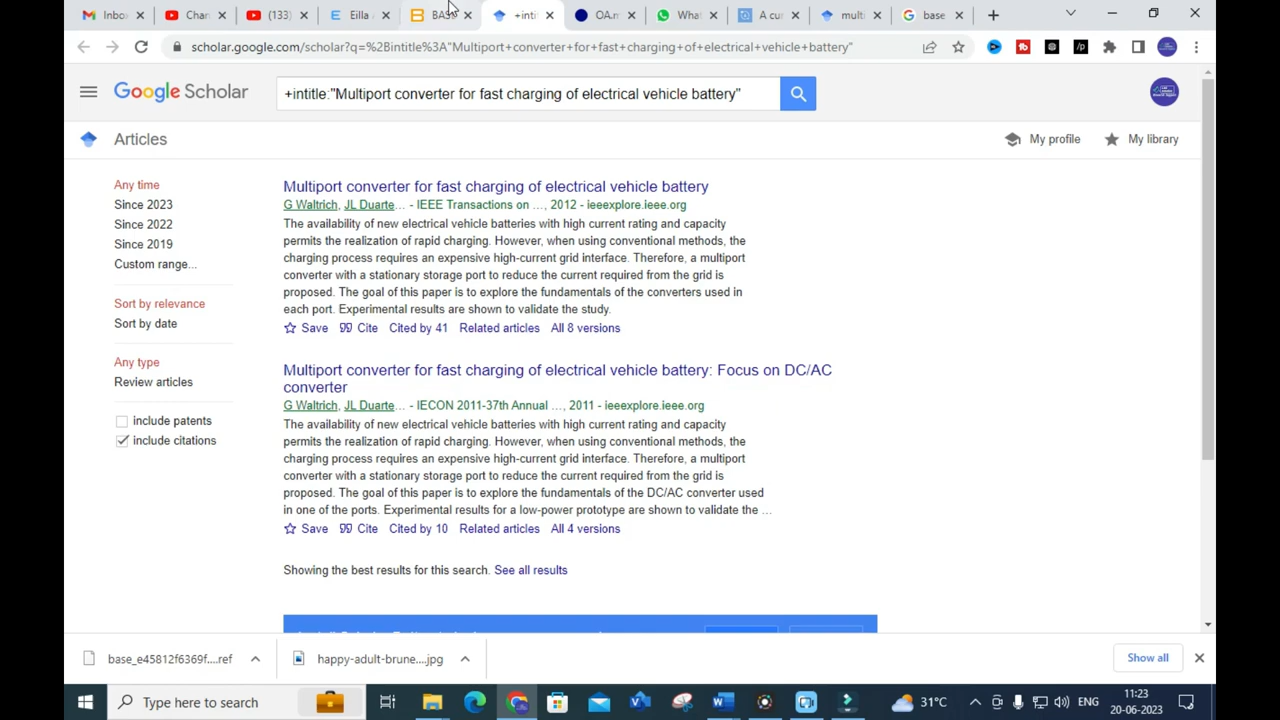 Inbo
Chan
(133)
Eilla
BASE
+inti
OA.m
What
A cur
multi
base
scholar.google.com/scholar?q=%2Bintitle%3A"Multiport+converter+for+fast+charging+of+electrical+vehicle+battery"
Google Scholar
+intitle:"Multiport converter for fast charging of electrical vehicle battery"
Articles
My profile
My library
Any time
Since 2023
Since 2022
Since 2019
Custom range...
Sort by relevance
Sort by date
Any type
Review articles
include patents
include citations
Multiport converter for fast charging of electrical vehicle battery
G Waltrich, JL Duarte... - IEEE Transactions on …, 2012 - ieeexplore.ieee.org
The availability of new electrical vehicle batteries with high current rating and capacity
permits the realization of rapid charging. However, when using conventional methods, the
charging process requires an expensive high-current grid interface. Therefore, a multiport
converter with a stationary storage port to reduce the current required from the grid is
proposed. The goal of this paper is to explore the fundamentals of the converters used in
each port. Experimental results are shown to validate the study.
Save Cite Cited by 41 Related articles All 8 versions
Multiport converter for fast charging of electrical vehicle battery: Focus on DC/AC
converter
G Waltrich, JL Duarte... - IECON 2011-37th Annual …, 2011 - ieeexplore.ieee.org
The availability of new electrical vehicle batteries with high current rating and capacity
permits the realization of rapid charging. However, when using conventional methods, the
charging process requires an expensive high-current grid interface. Therefore, a multiport
converter with a stationary storage port to reduce the current required from the grid is
proposed. The goal of this paper is to explore the fundamentals of the DC/AC converter used
in one of the ports. Experimental results for a low-power prototype are shown to validate the ...
Save Cite Cited by 10 Related articles All 4 versions
Showing the best results for this search. See all results
base_e45812f6369f....ref
happy-adult-brune....jpg
Show all
Type here to search
31°C
ENG
11:23
20-06-2023